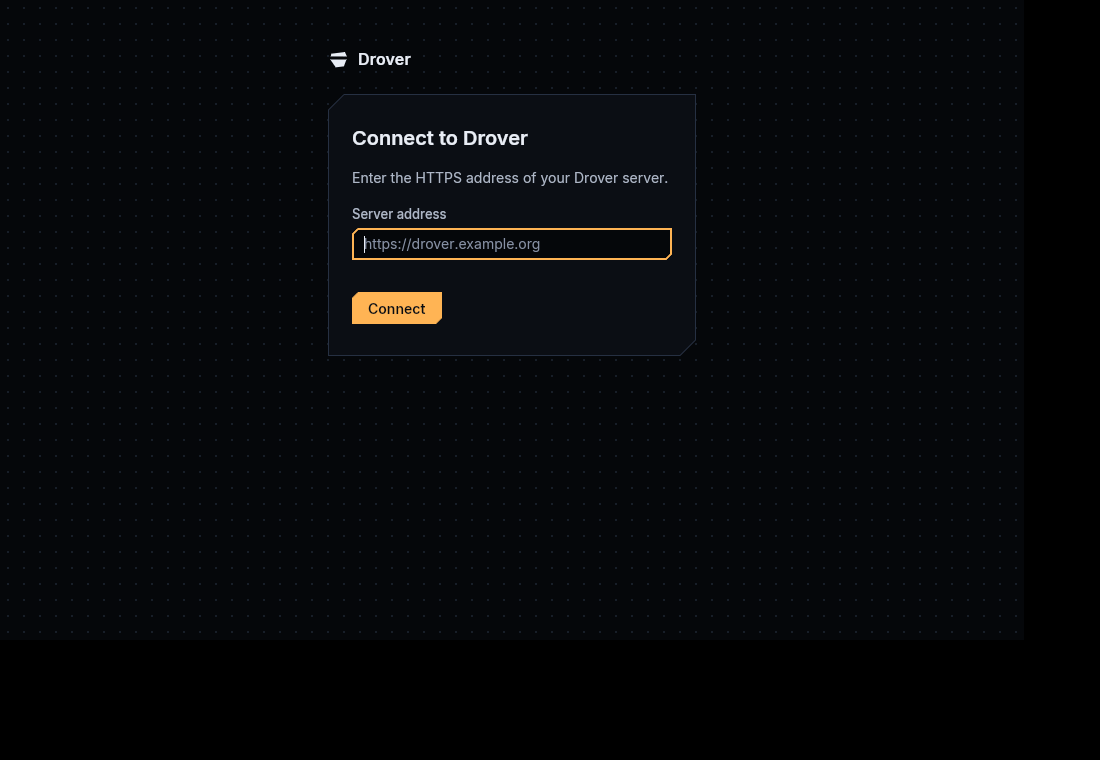 Drover
Connect to Drover
Enter the HTTPS address of your Drover server.
Server address
https://drover.example.org
Connect